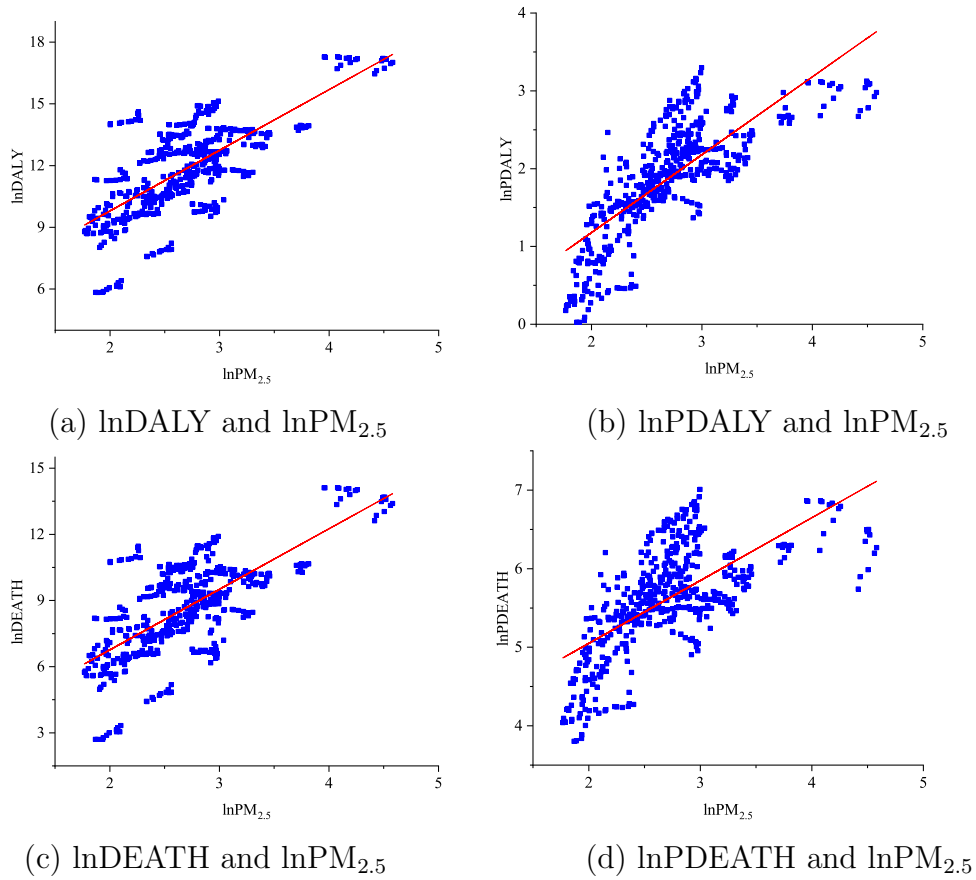 18
15
12
9
6
lnDALY
2 3 4 5
lnPM2.5
(a) lnDALY and lnPM2.5
4
3
2
1
0
lnPDALY
2 3 4 5
lnPM2.5
(b) lnPDALY and lnPM2.5
15
12
9
6
3
lnDEATH
2 3 4 5
lnPM2.5
(c) lnDEATH and lnPM2.5
7
6
5
4
lnPDEATH
2 3 4 5
lnPM2.5
(d) lnPDEATH and lnPM2.5